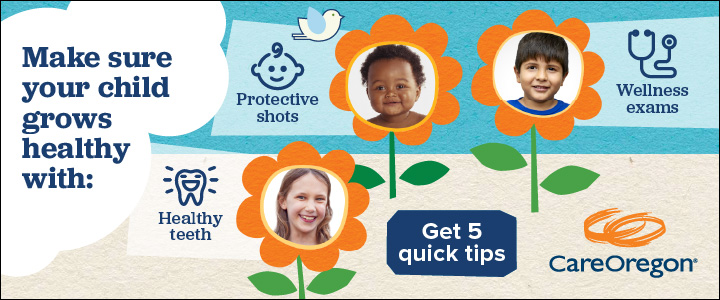 Make sure
your child
grows
healthy
with:
Protective
shots
Wellness
exams
Healthy
teeth
Get 5
quick tips
CareOregon®